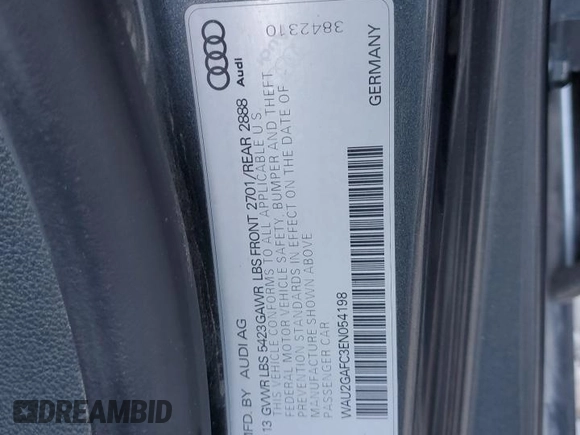 MFD. BY AUDI AG
13 GVWR LBS 5423GAWR LBS FRONT 2701/REAR 2888
THIS VEHICLE CONFORMS TO ALL APPLICABLE U S
FEDERAL MOTOR VEHICLE SAFETY, BUMPER AND THEFT
PREVENTION STANDARDS IN EFFECT ON THE DATE OF
MANUFACTURE SHOWN ABOVE
PASSENGER CAR
WAU2GAFC3EN054198
GERMANY
Audi
3842310
DREAMBID